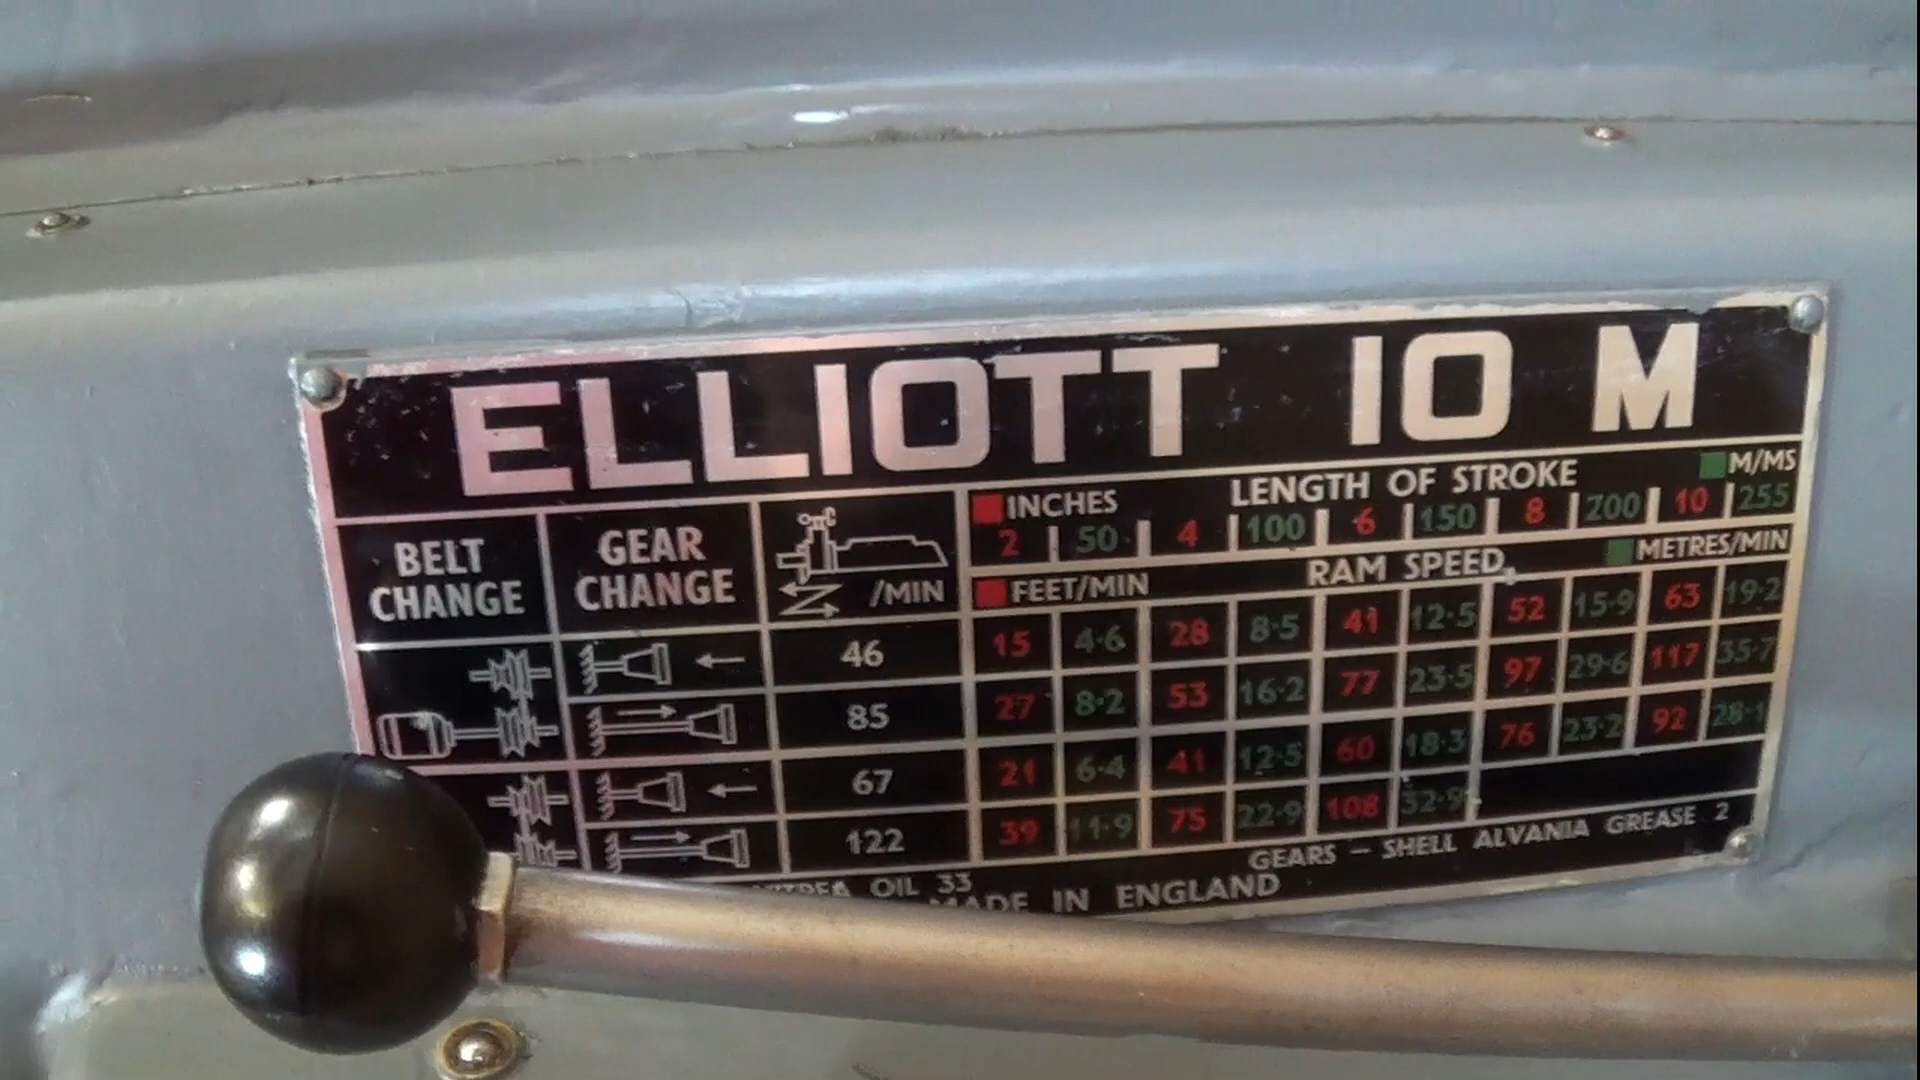 ELLIOTT 10 M
INCHES LENGTH OF STROKE M/MS
2 50 4 100 6 150 8 200 10 255
BELT CHANGE GEAR CHANGE /MIN
FEET/MIN RAM SPEED METRES/MIN
46 15 4·6 28 8·5 41 12·5 52 15·9 63 19·2
85 27 8·2 53 16·2 77 23·5 97 29·6 117 35·7
67 21 6·4 41 12·5 60 18·3 76 23·2 92 28·1
122 39 11·9 75 22·9 108 32·9
OIL 33 GEARS – SHELL ALVANIA GREASE 2
MADE IN ENGLAND